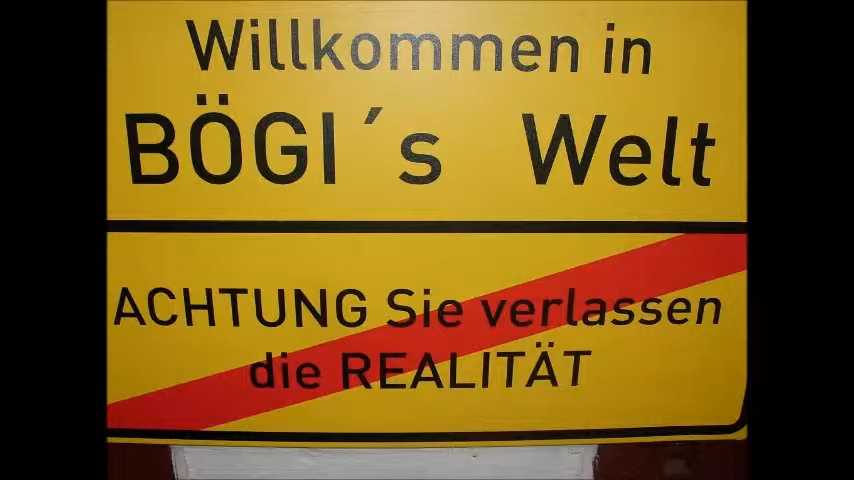 Willkommen in
BÖGI´s Welt
ACHTUNG Sie verlassen
die REALITÄT